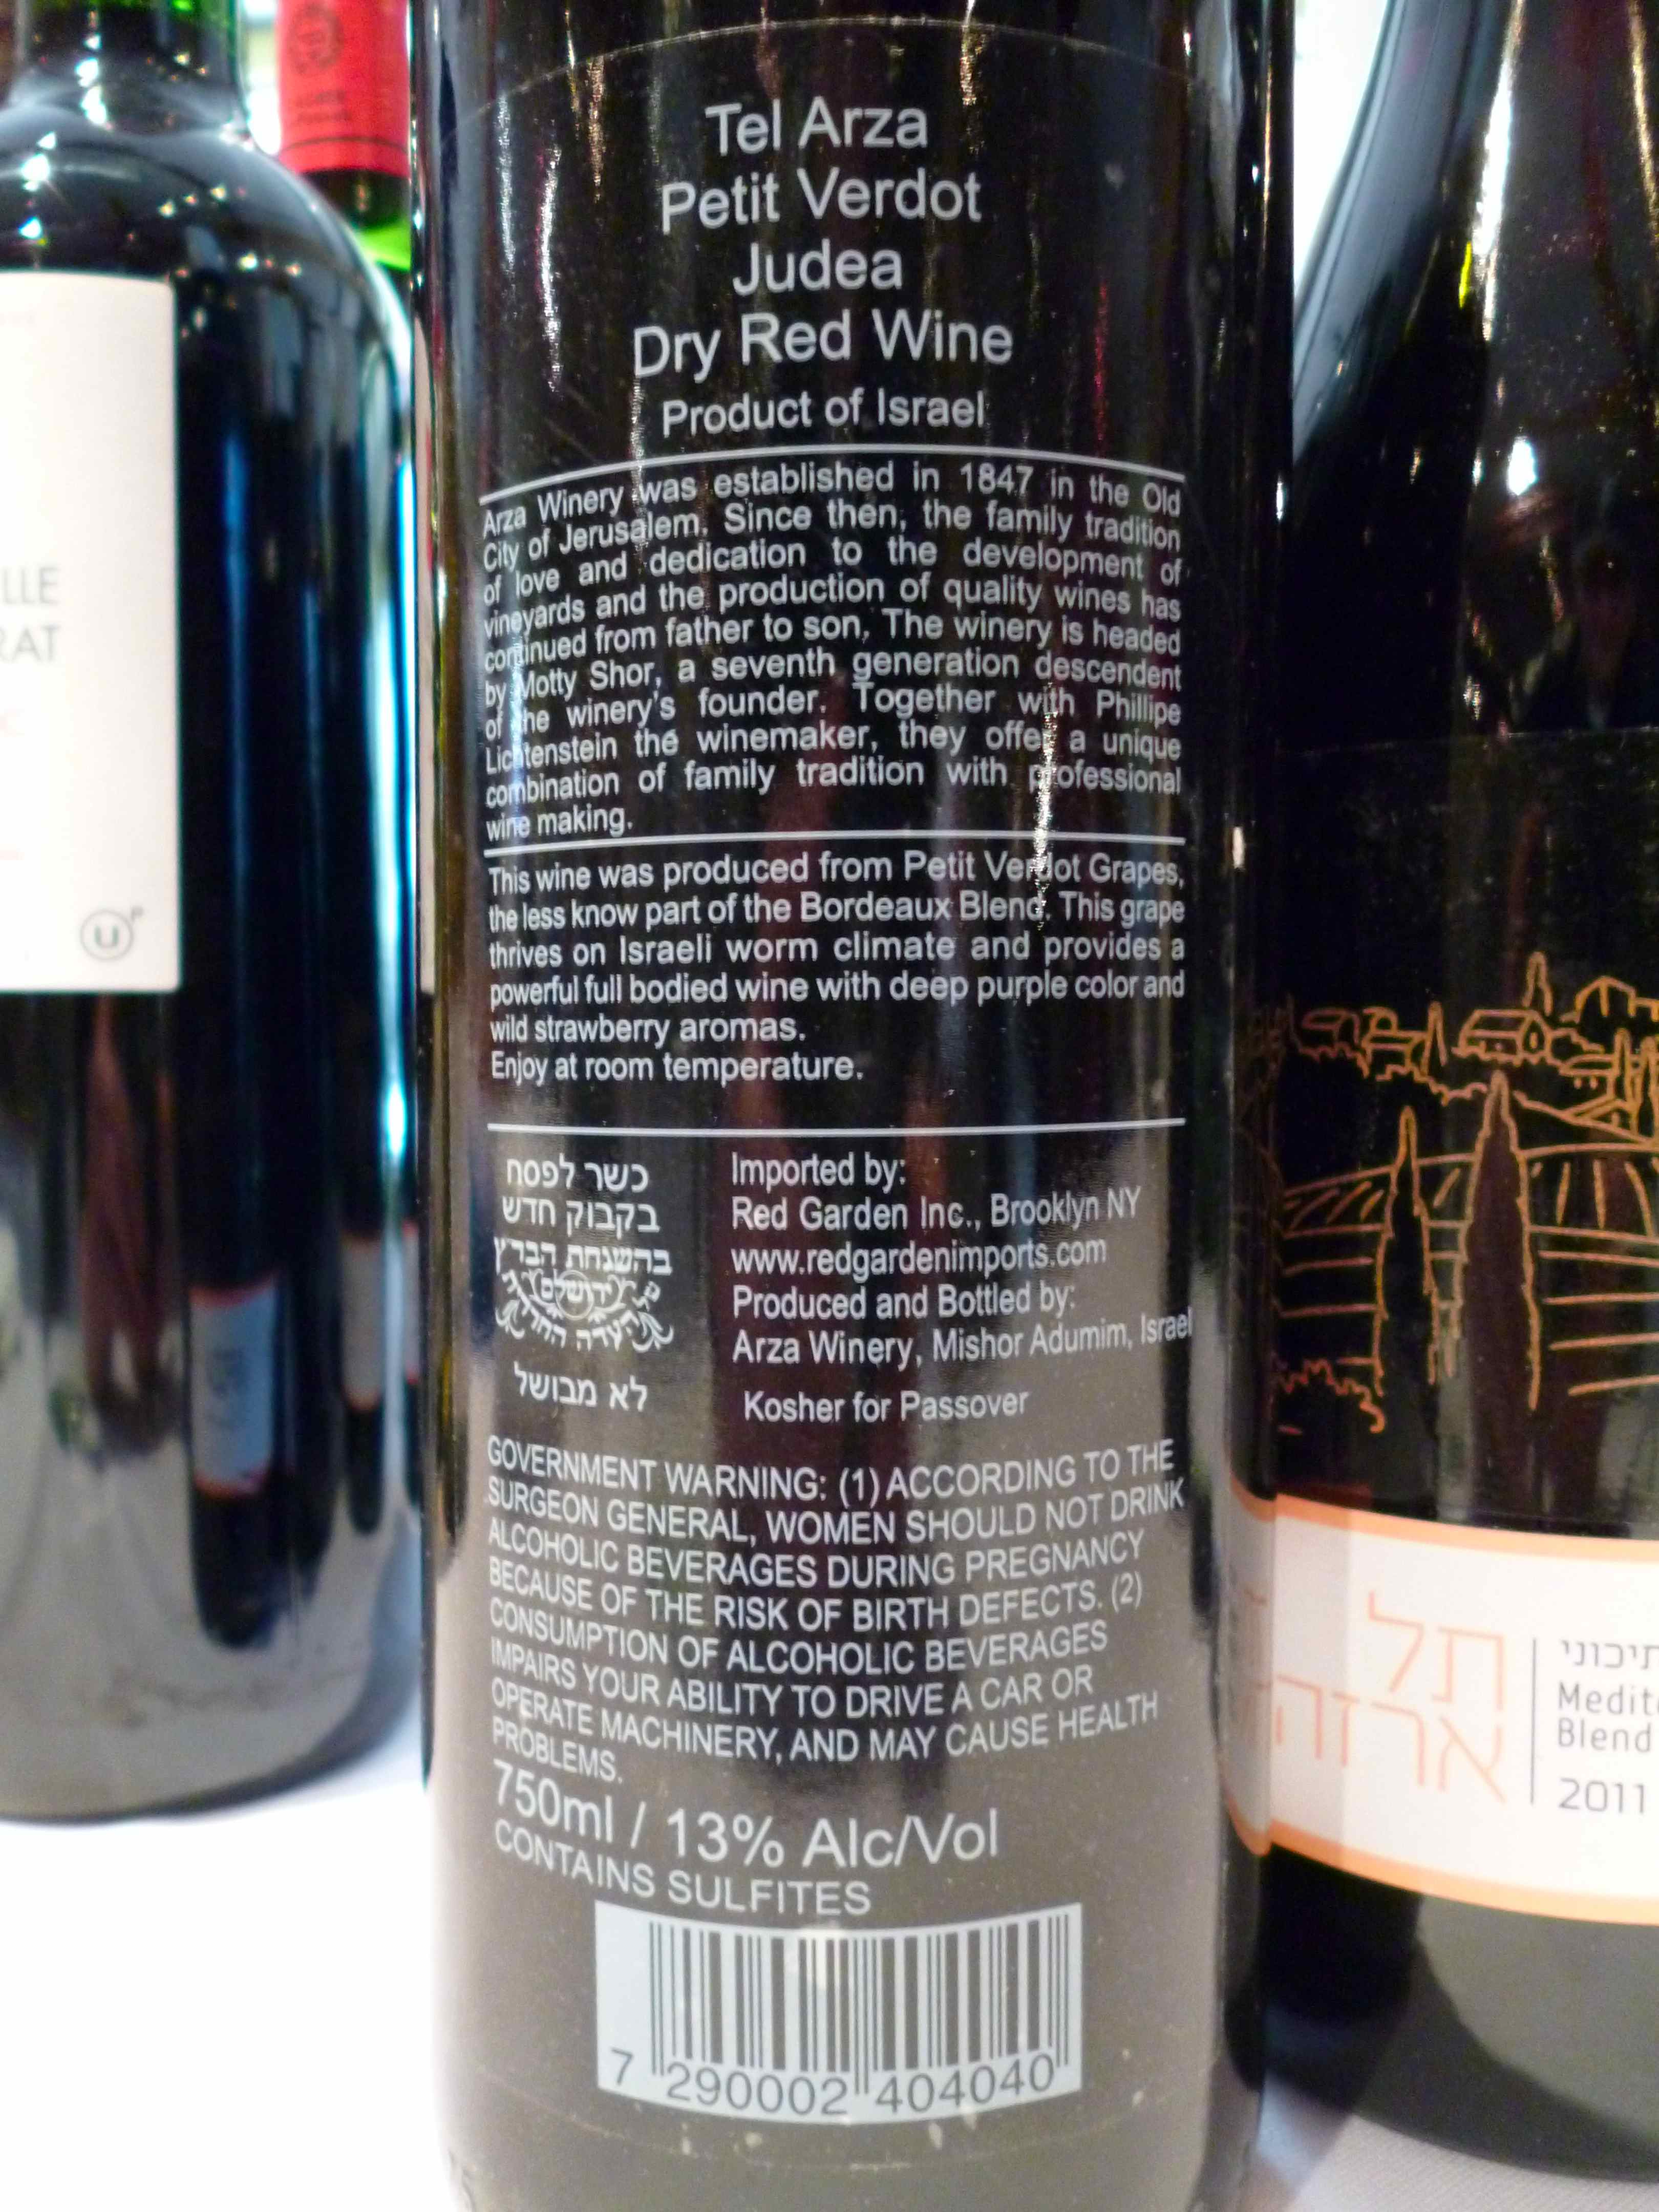 Tel Arza
Petit Verdot
Judea
Dry Red Wine
Product of Israel
Arza Winery was established in 1847 in the Old
City of Jerusalem. Since then, the family tradition
of love and dedication to the development of
vineyards and the production of quality wines has
continued from father to son, The winery is headed
by Motty Shor, a seventh generation descendent
of the winery's founder. Together with Phillipe
Lichtenstein the winemaker, they offer a unique
combination of family tradition with professional
wine making.
This wine was produced from Petit Verdot Grapes,
the less know part of the Bordeaux Blend. This grape
thrives on Israeli worm climate and provides a
powerful full bodied wine with deep purple color and
wild strawberry aromas.
Enjoy at room temperature.
כשר לפסח
בקבוק חדש
בהשגחת הבד"ץ
ירושלם
לא מבושל
Imported by:
Red Garden Inc., Brooklyn NY
www.redgardenimports.com
Produced and Bottled by:
Arza Winery, Mishor Adumim, Israel
Kosher for Passover
GOVERNMENT WARNING: (1) ACCORDING TO THE
SURGEON GENERAL, WOMEN SHOULD NOT DRINK
ALCOHOLIC BEVERAGES DURING PREGNANCY
BECAUSE OF THE RISK OF BIRTH DEFECTS. (2)
CONSUMPTION OF ALCOHOLIC BEVERAGES
IMPAIRS YOUR ABILITY TO DRIVE A CAR OR
OPERATE MACHINERY, AND MAY CAUSE HEALTH
PROBLEMS.
750ml / 13% Alc/Vol
CONTAINS SULFITES
7 290002 404040
LLE
RAT
U P
תל
ארזה
תיכוני
Medit
Blend
2011